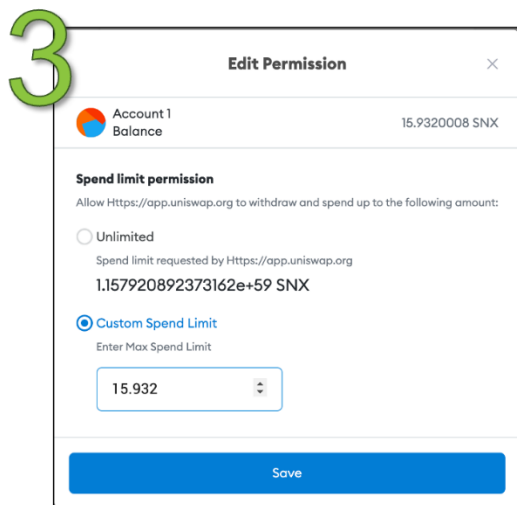 3
Edit Permission
Account 1
Balance
15.9320008 SNX
Spend limit permission
Allow Https://app.uniswap.org to withdraw and spend up to the following amount:
Unlimited
Spend limit requested by Https://app.uniswap.org
1.157920892373162e+59 SNX
Custom Spend Limit
Enter Max Spend Limit
15.932
Save